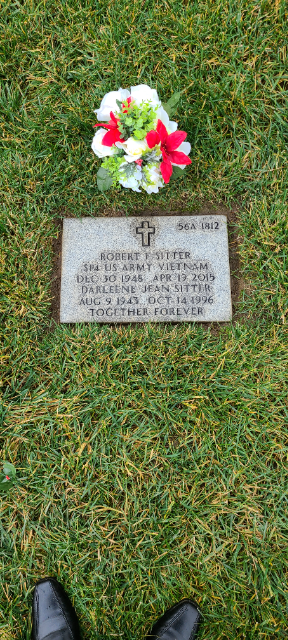 56A 1812
ROBERT F SITTER
SP4 US ARMY VIETNAM
DEC 30 1948 APR 19 2015
DARLEENE JEAN SITTER
AUG 9 1943 OCT 14 1996
TOGETHER FOREVER